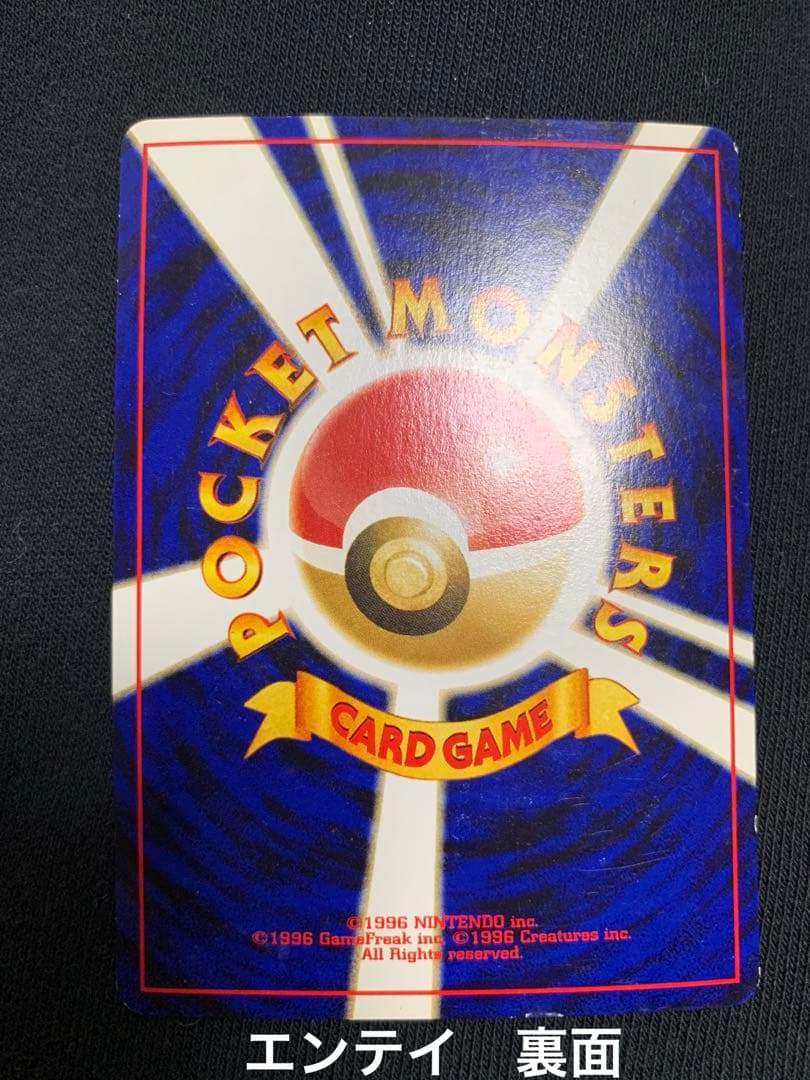 POCKET MONSTERS
CARD GAME
©1996 NINTENDO inc.
©1996 GameFreak inc. ©1996 Creatures inc.
All Rights reserved.
エンテイ　裏面